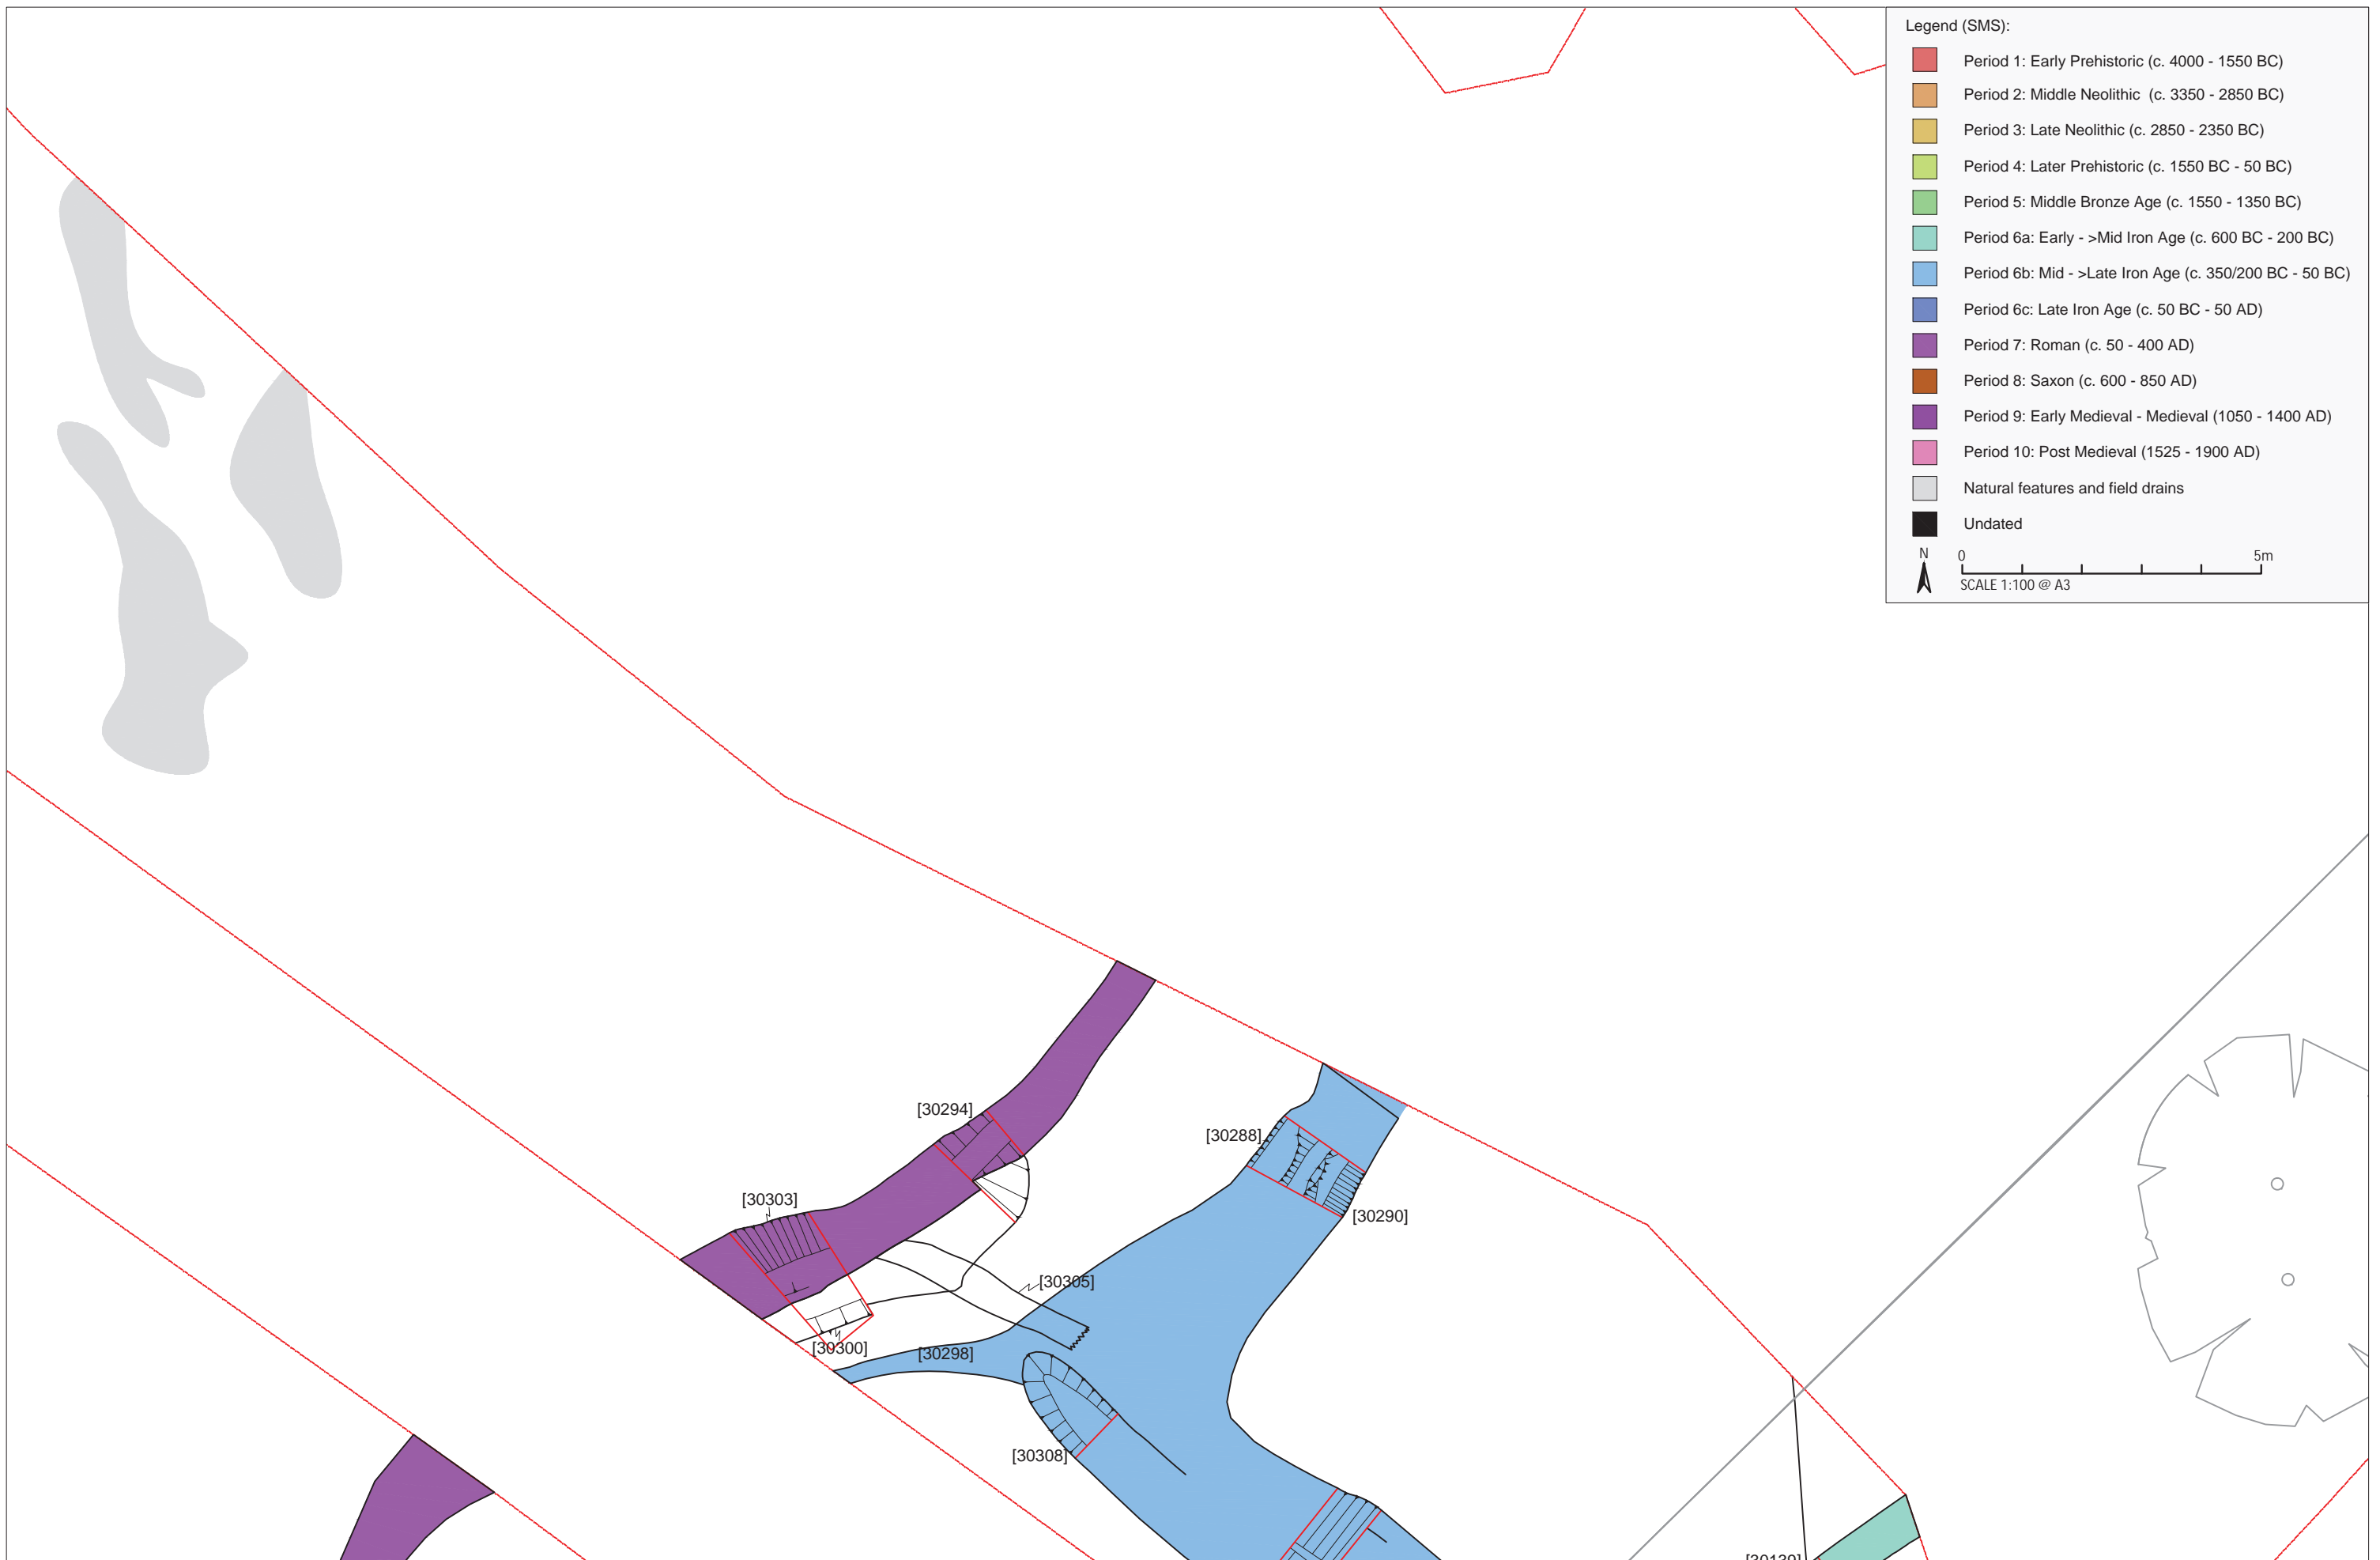 Legend (SMS):
Period 1: Early Prehistoric (c. 4000 - 1550 BC)
Period 2: Middle Neolithic (c. 3350 - 2850 BC)
Period 3: Late Neolithic (c. 2850 - 2350 BC)
Period 4: Later Prehistoric (c. 1550 BC - 50 BC)
Period 5: Middle Bronze Age (c. 1550 - 1350 BC)
Period 6a: Early - >Mid Iron Age (c. 600 BC - 200 BC)
Period 6b: Mid - >Late Iron Age (c. 350/200 BC - 50 BC)
Period 6c: Late Iron Age (c. 50 BC - 50 AD)
Period 7: Roman (c. 50 - 400 AD)
Period 8: Saxon (c. 600 - 850 AD)
Period 9: Early Medieval - Medieval (1050 - 1400 AD)
Period 10: Post Medieval (1525 - 1900 AD)
Natural features and field drains
Undated
N 0 5m
SCALE 1:100 @ A3
[30294]
[30288]
[30303]
[30290]
[30305]
[30300]
[30298]
[30308]
[30139]